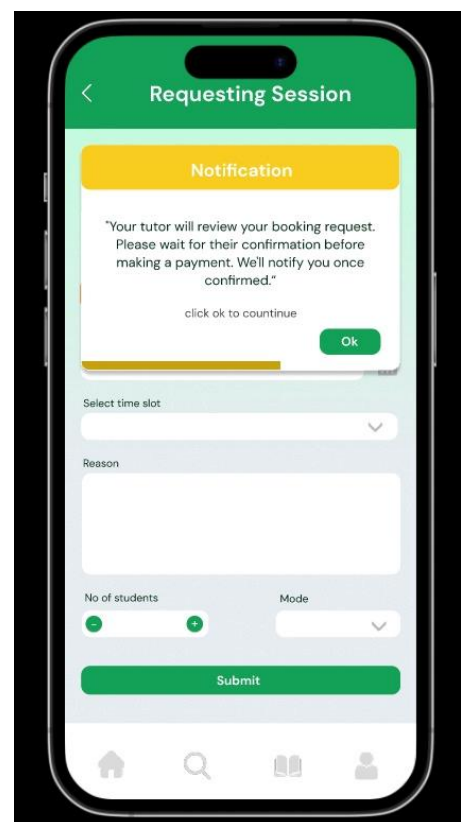 Requesting Session
Notification
"Your tutor will review your booking request.
Please wait for their confirmation before
making a payment. We'll notify you once
confirmed."
click ok to countinue
Ok
Select time slot
Reason
No of students
Mode
Submit